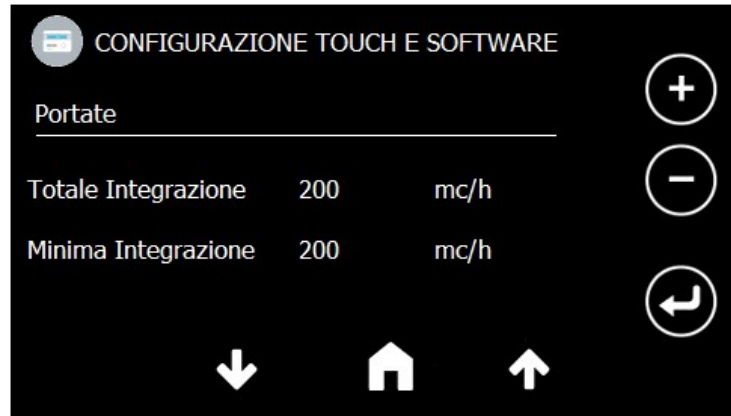 CONFIGURAZIONE TOUCH E SOFTWARE
Portate
Totale Integrazione 200 mc/h
Minima Integrazione 200 mc/h